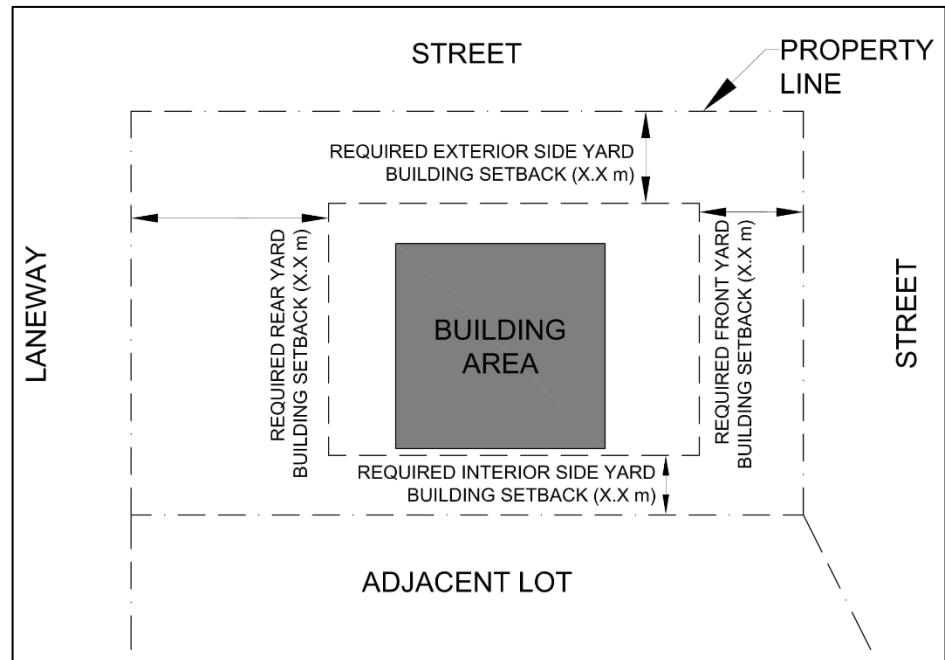 STREET
PROPERTY
LINE
REQUIRED EXTERIOR SIDE YARD
BUILDING SETBACK (X.X m)
LANEWAY
REQUIRED REAR YARD
BUILDING SETBACK (X.X m)
BUILDING
AREA
REQUIRED FRONT YARD
BUILDING SETBACK (X.X m)
STREET
REQUIRED INTERIOR SIDE YARD
BUILDING SETBACK (X.X m)
ADJACENT LOT